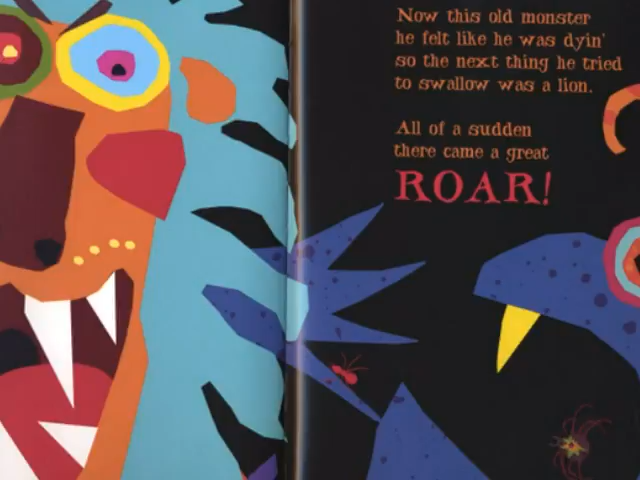 Now this old monster
he felt like he was dyin'
so the next thing he tried
to swallow was a lion.
All of a sudden
there came a great
ROAR!